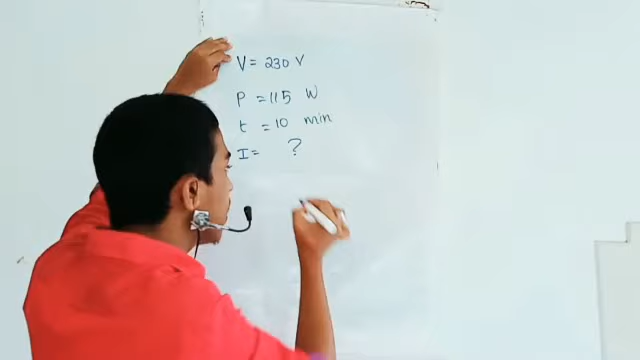 V = 230 V
P = 115 W
t = 10 min
I = ?